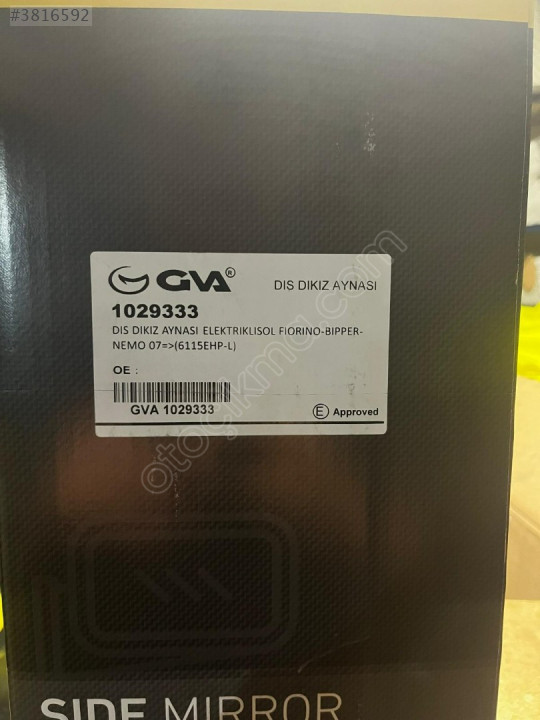 #3816592
GVA®
DIS DIKIZ AYNASI
1029333
DIS DIKIZ AYNASI ELEKTRIKLISOL FIORINO-BIPPER-
NEMO 07=>(6115EHP-L)
OE :
GVA 1029333
E Approved
otocikma.com
SIDE MIRROR